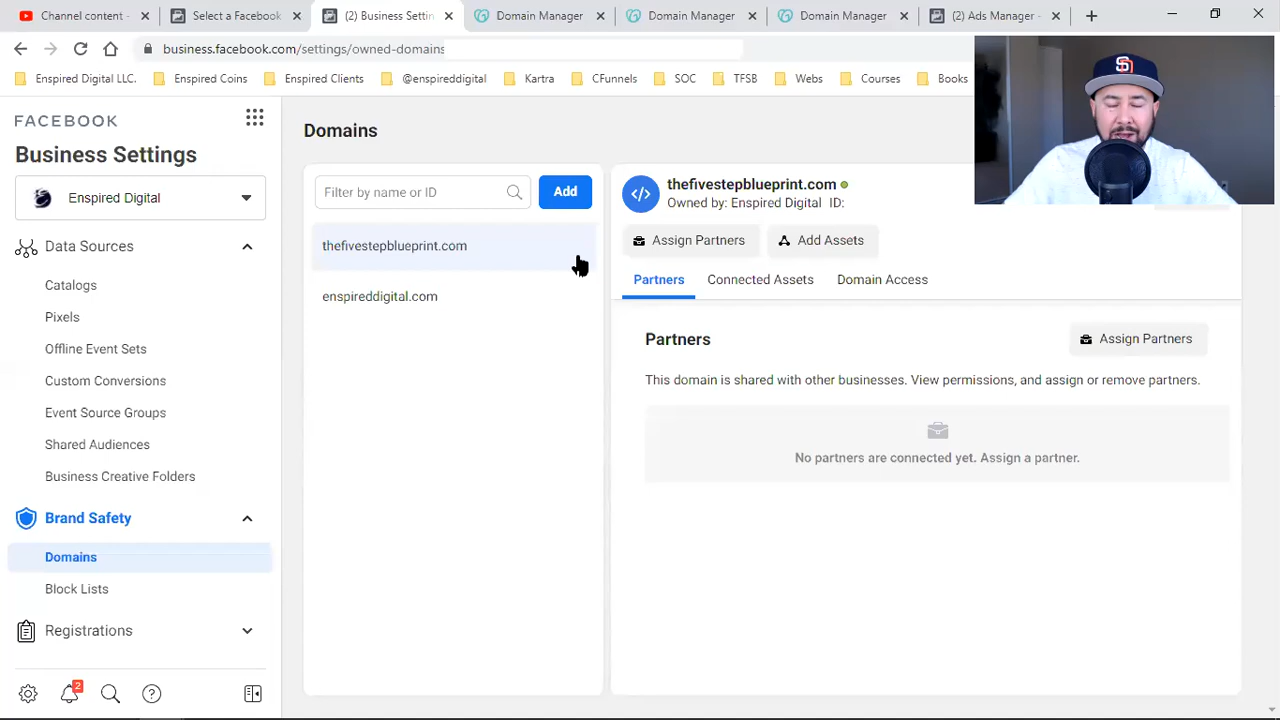 Channel content -
Select a Facebook
(2) Business Settin
Domain Manager
Domain Manager
Domain Manager
(2) Ads Manager -
business.facebook.com/settings/owned-domains
Enspired Digital LLC.
Enspired Coins
Enspired Clients
@enspireddigital
Kartra
CFunnels
SOC
TFSB
Webs
Courses
Books
FACEBOOK
Business Settings
Enspired Digital
Data Sources
Catalogs
Pixels
Offline Event Sets
Custom Conversions
Event Source Groups
Shared Audiences
Business Creative Folders
Brand Safety
Domains
Block Lists
Registrations
2
Domains
Filter by name or ID
Add
thefivestepblueprint.com
enspireddigital.com
thefivestepblueprint.com
Owned by: Enspired Digital ID:
Assign Partners
Add Assets
Partners
Connected Assets
Domain Access
Partners
Assign Partners
This domain is shared with other businesses. View permissions, and assign or remove partners.
No partners are connected yet. Assign a partner.
SD